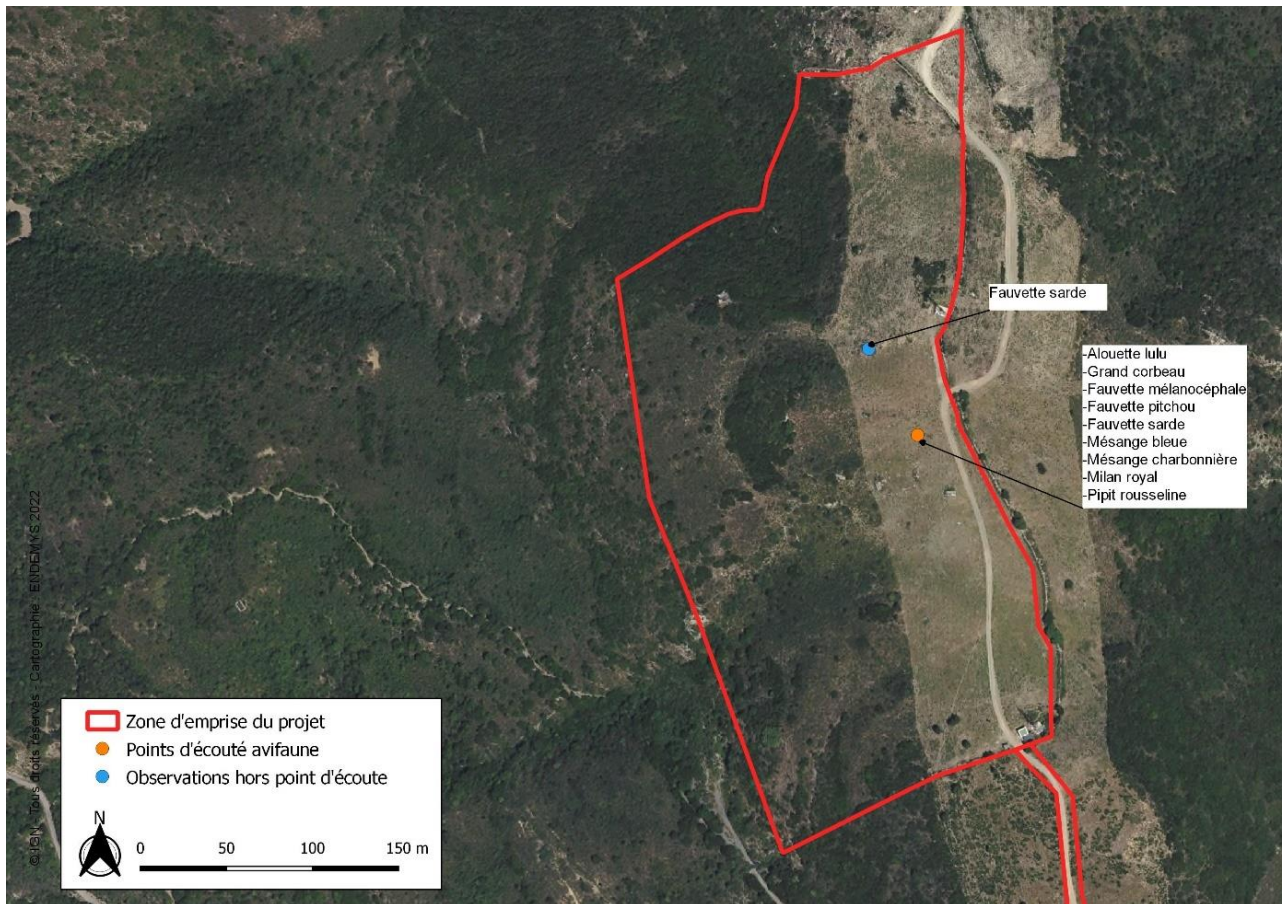 Fauvette sarde
-Alouette lulu
-Grand corbeau
-Fauvette mélanocéphale
-Fauvette pitchou
-Fauvette sarde
-Mésange bleue
-Mésange charbonnière
-Milan royal
-Pipit rousseline
© IGN - Tous droits réservés - Cartographie : ENDEMYS 2022
Zone d'emprise du projet
Points d'écouté avifaune
Observations hors point d'écoute
N
0 50 100 150 m